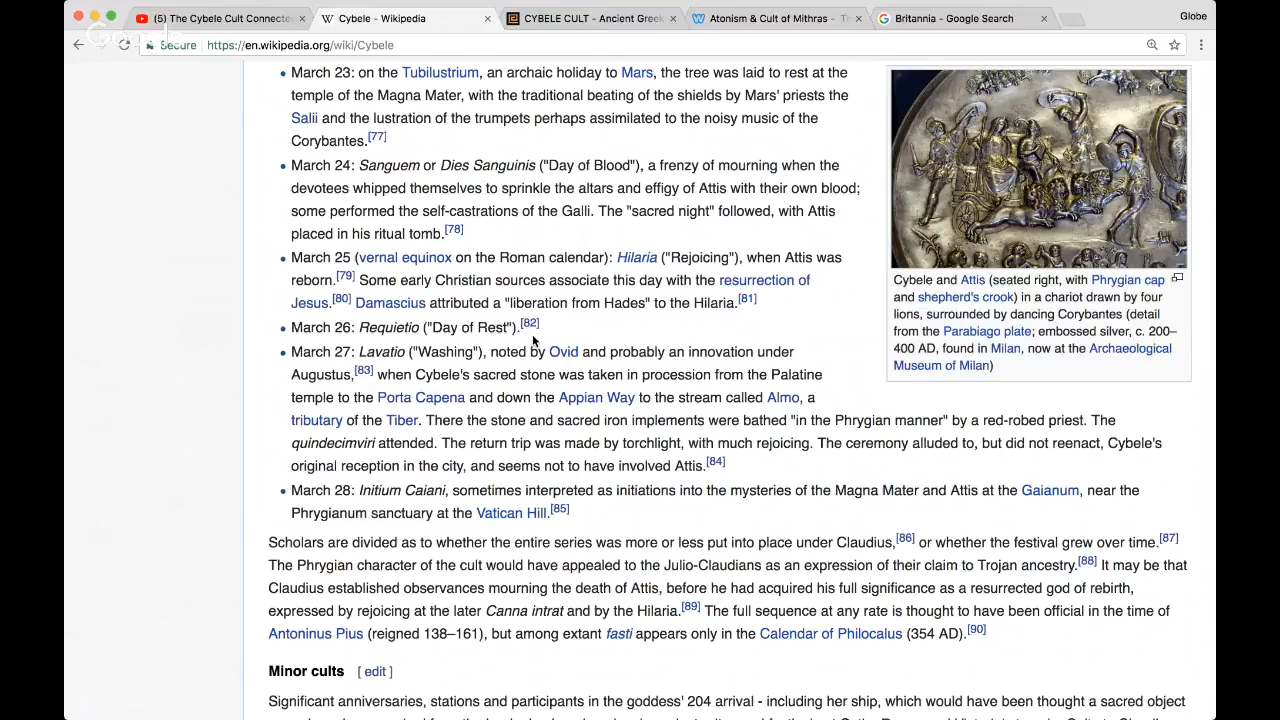 (5) The Cybele Cult Connecte
Cybele - Wikipedia
CYBELE CULT - Ancient Greek
Atonism & Cult of Mithras - Th
Britannia - Google Search
Globe
Secure
https://en.wikipedia.org/wiki/Cybele
• March 23: on the Tubilustrium, an archaic holiday to Mars, the tree was laid to rest at the
temple of the Magna Mater, with the traditional beating of the shields by Mars' priests the
Salii and the lustration of the trumpets perhaps assimilated to the noisy music of the
Corybantes.[77]
• March 24: Sanguem or Dies Sanguinis ("Day of Blood"), a frenzy of mourning when the
devotees whipped themselves to sprinkle the altars and effigy of Attis with their own blood;
some performed the self-castrations of the Galli. The "sacred night" followed, with Attis
placed in his ritual tomb.[78]
• March 25 (vernal equinox on the Roman calendar): Hilaria ("Rejoicing"), when Attis was
reborn.[79] Some early Christian sources associate this day with the resurrection of
Jesus.[80] Damascius attributed a "liberation from Hades" to the Hilaria.[81]
• March 26: Requietio ("Day of Rest").[82]
• March 27: Lavatio ("Washing"), noted by Ovid and probably an innovation under
Augustus,[83] when Cybele's sacred stone was taken in procession from the Palatine
temple to the Porta Capena and down the Appian Way to the stream called Almo, a
tributary of the Tiber. There the stone and sacred iron implements were bathed "in the Phrygian manner" by a red-robed priest. The
quindecimviri attended. The return trip was made by torchlight, with much rejoicing. The ceremony alluded to, but did not reenact, Cybele's
original reception in the city, and seems not to have involved Attis.[84]
• March 28: Initium Caiani, sometimes interpreted as initiations into the mysteries of the Magna Mater and Attis at the Gaianum, near the
Phrygianum sanctuary at the Vatican Hill.[85]
Cybele and Attis (seated right, with Phrygian cap
and shepherd's crook) in a chariot drawn by four
lions, surrounded by dancing Corybantes (detail
from the Parabiago plate; embossed silver, c. 200–
400 AD, found in Milan, now at the Archaeological
Museum of Milan)
Scholars are divided as to whether the entire series was more or less put into place under Claudius,[86] or whether the festival grew over time.[87]
The Phrygian character of the cult would have appealed to the Julio-Claudians as an expression of their claim to Trojan ancestry.[88] It may be that
Claudius established observances mourning the death of Attis, before he had acquired his full significance as a resurrected god of rebirth,
expressed by rejoicing at the later Canna intrat and by the Hilaria.[89] The full sequence at any rate is thought to have been official in the time of
Antoninus Pius (reigned 138–161), but among extant fasti appears only in the Calendar of Philocalus (354 AD).[90]
Minor cults [ edit ]
Significant anniversaries, stations and participants in the goddess' 204 arrival - including her ship, which would have been thought a sacred object